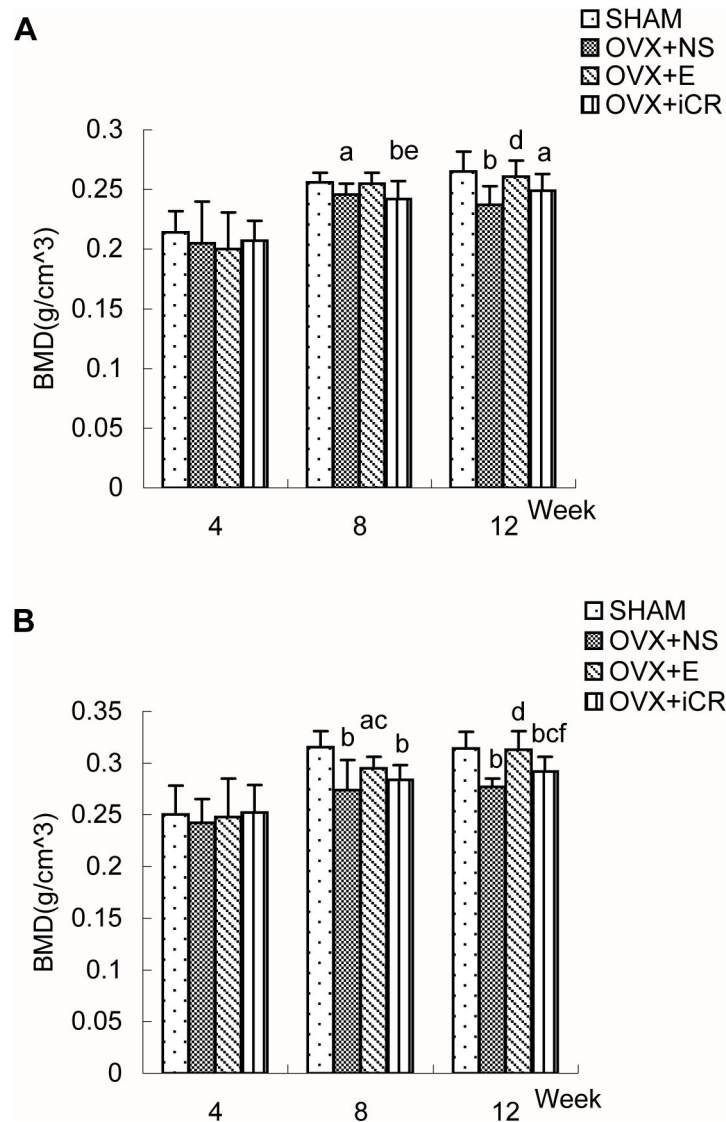 A
SHAM
OVX+NS
OVX+E
OVX+iCR
0.3
a be b d a
0.25
0.2
0.15
0.1
0.05
0
BMD(g/cm^3)
4 8 12 Week
B
SHAM
OVX+NS
OVX+E
OVX+iCR
0.35
b ac b b d bcf
0.3
0.25
0.2
0.15
0.1
0.05
0
BMD(g/cm^3)
4 8 12 Week